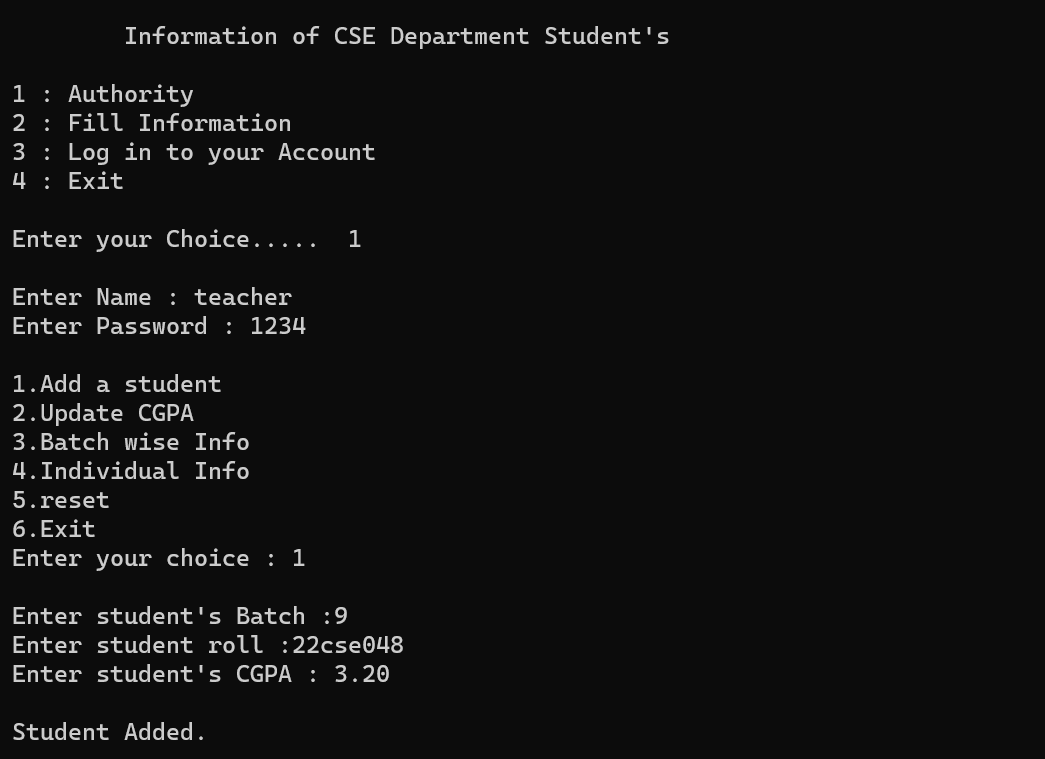 Information of CSE Department Student's
1 : Authority
2 : Fill Information
3 : Log in to your Account
4 : Exit
Enter your Choice.....  1
Enter Name : teacher
Enter Password : 1234
1.Add a student
2.Update CGPA
3.Batch wise Info
4.Individual Info
5.reset
6.Exit
Enter your choice : 1
Enter student's Batch :9
Enter student roll :22cse048
Enter student's CGPA : 3.20
Student Added.